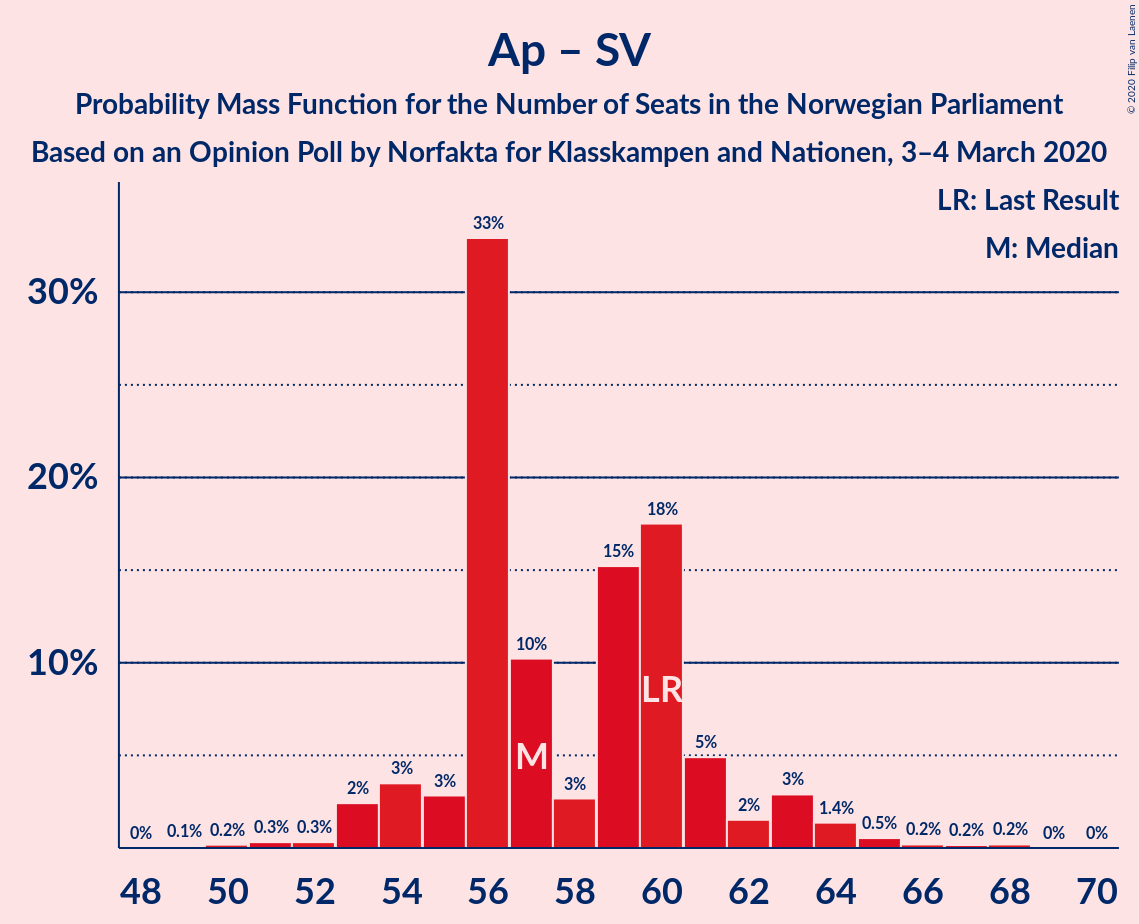 © 2020 Filip van Laenen
Ap – SV
Probability Mass Function for the Number of Seats in the Norwegian Parliament
Based on an Opinion Poll by Norfakta for Klasskampen and Nationen, 3–4 March 2020
LR: Last Result
M: Median
30%
20%
10%
0% 0.1% 0.2% 0.3% 0.3% 2% 3% 3% 33% 10% 3% 15% 18% 5% 2% 3% 1.4% 0.5% 0.2% 0.2% 0.2% 0% 0%
M
LR
48 50 52 54 56 58 60 62 64 66 68 70